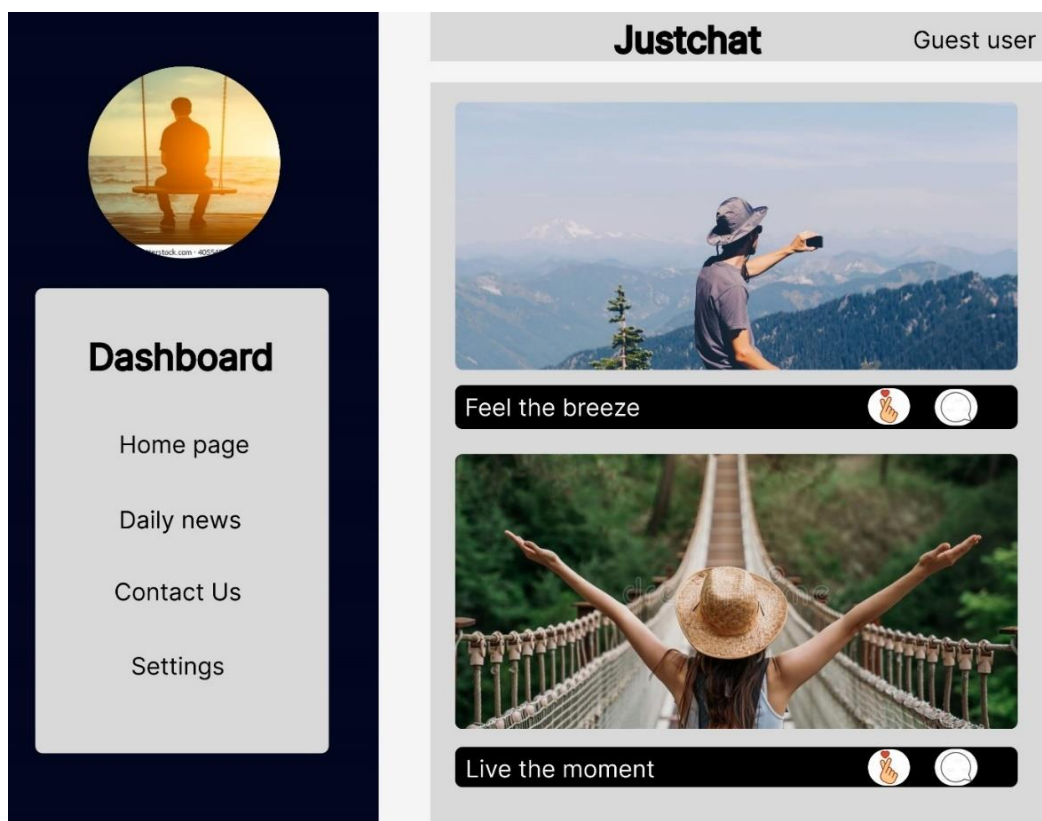 Justchat
Guest user
Dashboard
Home page
Daily news
Contact Us
Settings
Feel the breeze
Live the moment